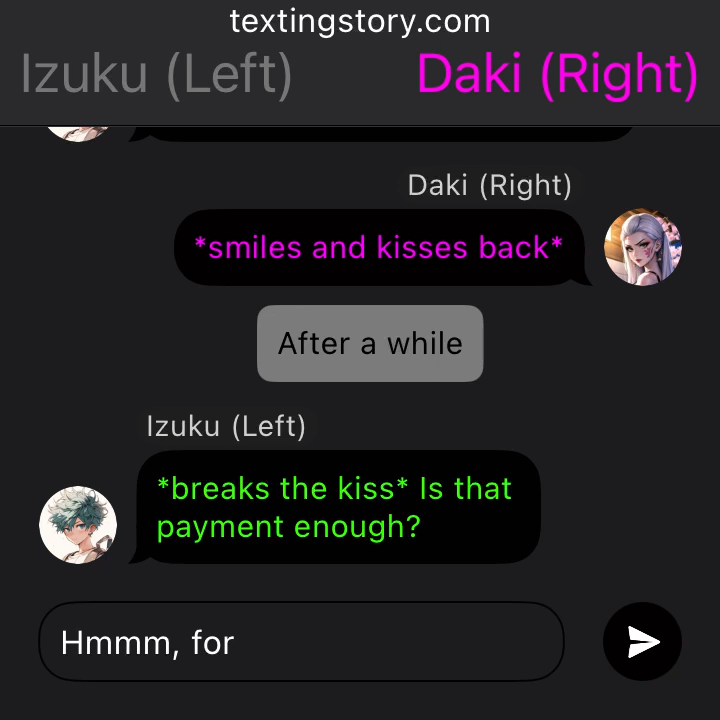 textingstory.com
Izuku (Left) Daki (Right)
Daki (Right)
*smiles and kisses back*
After a while
Izuku (Left)
*breaks the kiss* Is that
payment enough?
Hmmm, for